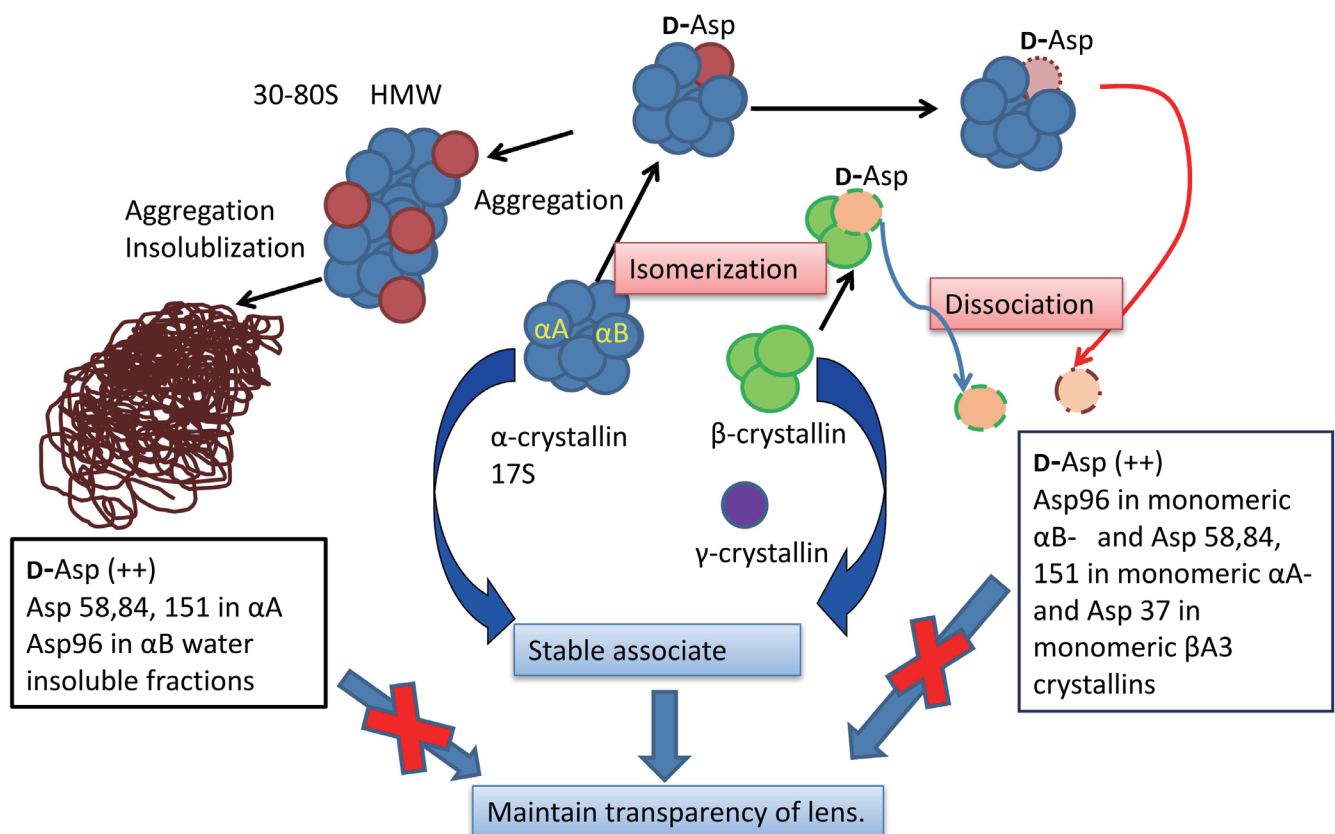 D-Asp
D-Asp
30-80S HMW
D-Asp
Aggregation
Aggregation
Insolublization
Isomerization
Dissociation
αA αB
α-crystallin
17S
β-crystallin
γ-crystallin
D-Asp (++)
Asp 58,84, 151 in αA
Asp96 in αB water
insoluble fractions
D-Asp (++)
Asp96 in monomeric
αB- and Asp 58,84,
151 in monomeric αA-
and Asp 37 in
monomeric βA3
crystallins
Stable associate
Maintain transparency of lens.